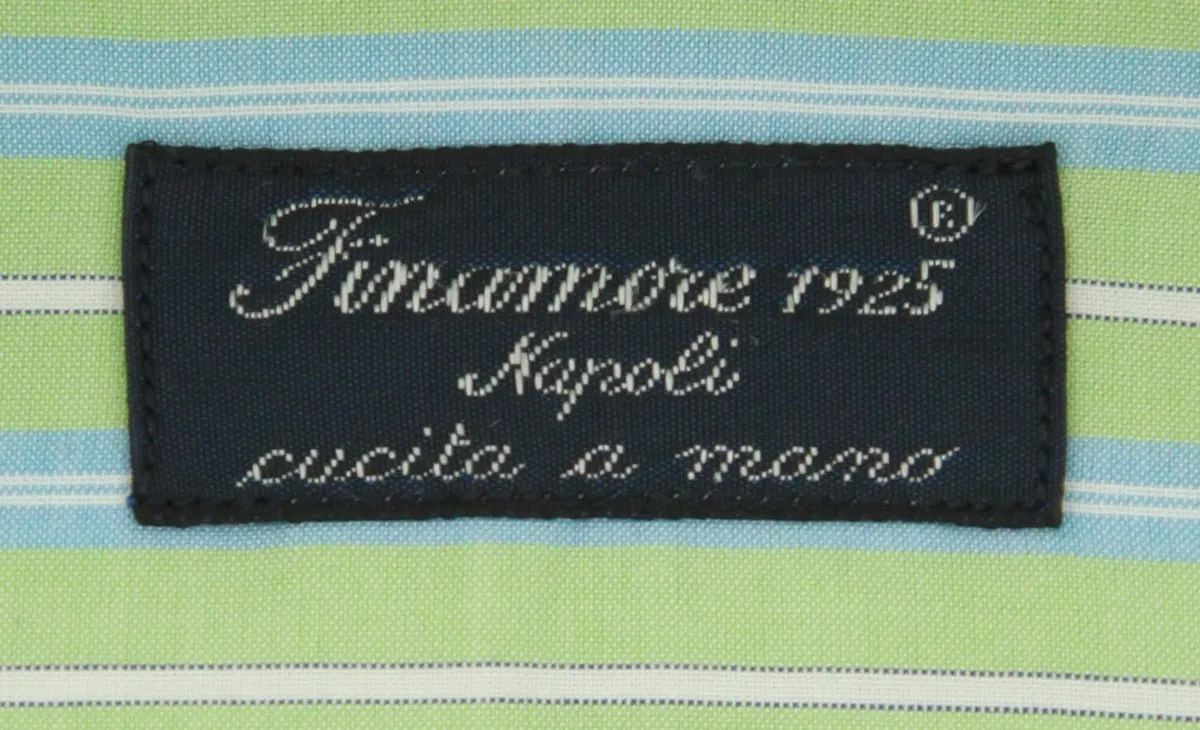 Finamore 1925 ®
Napoli
cucita a mano